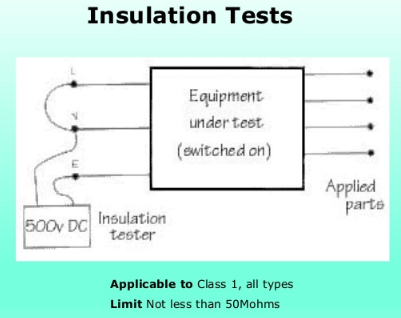 Insulation Tests
L
N
E
Equipment
under test
(switched on)
Applied
parts
500v DC
Insulation
tester
Applicable to Class 1, all types
Limit Not less than 50Mohms